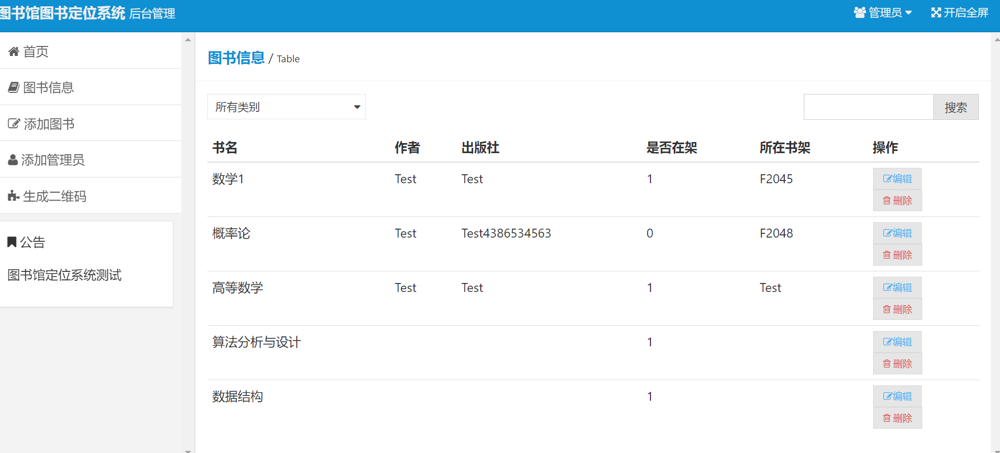 图书馆图书定位系统 后台管理 管理员 开启全屏
首页
图书信息
添加图书
添加管理员
生成二维码
公告
图书馆定位系统测试
图书信息 / Table
所有类别 搜索
书名 作者 出版社 是否在架 所在书架 操作
数学1 Test Test 1 F2045 编辑
删除
概率论 Test Test4386534563 0 F2048 编辑
删除
高等数学 Test Test 1 Test 编辑
删除
算法分析与设计 1 编辑
删除
数据结构 1 编辑
删除